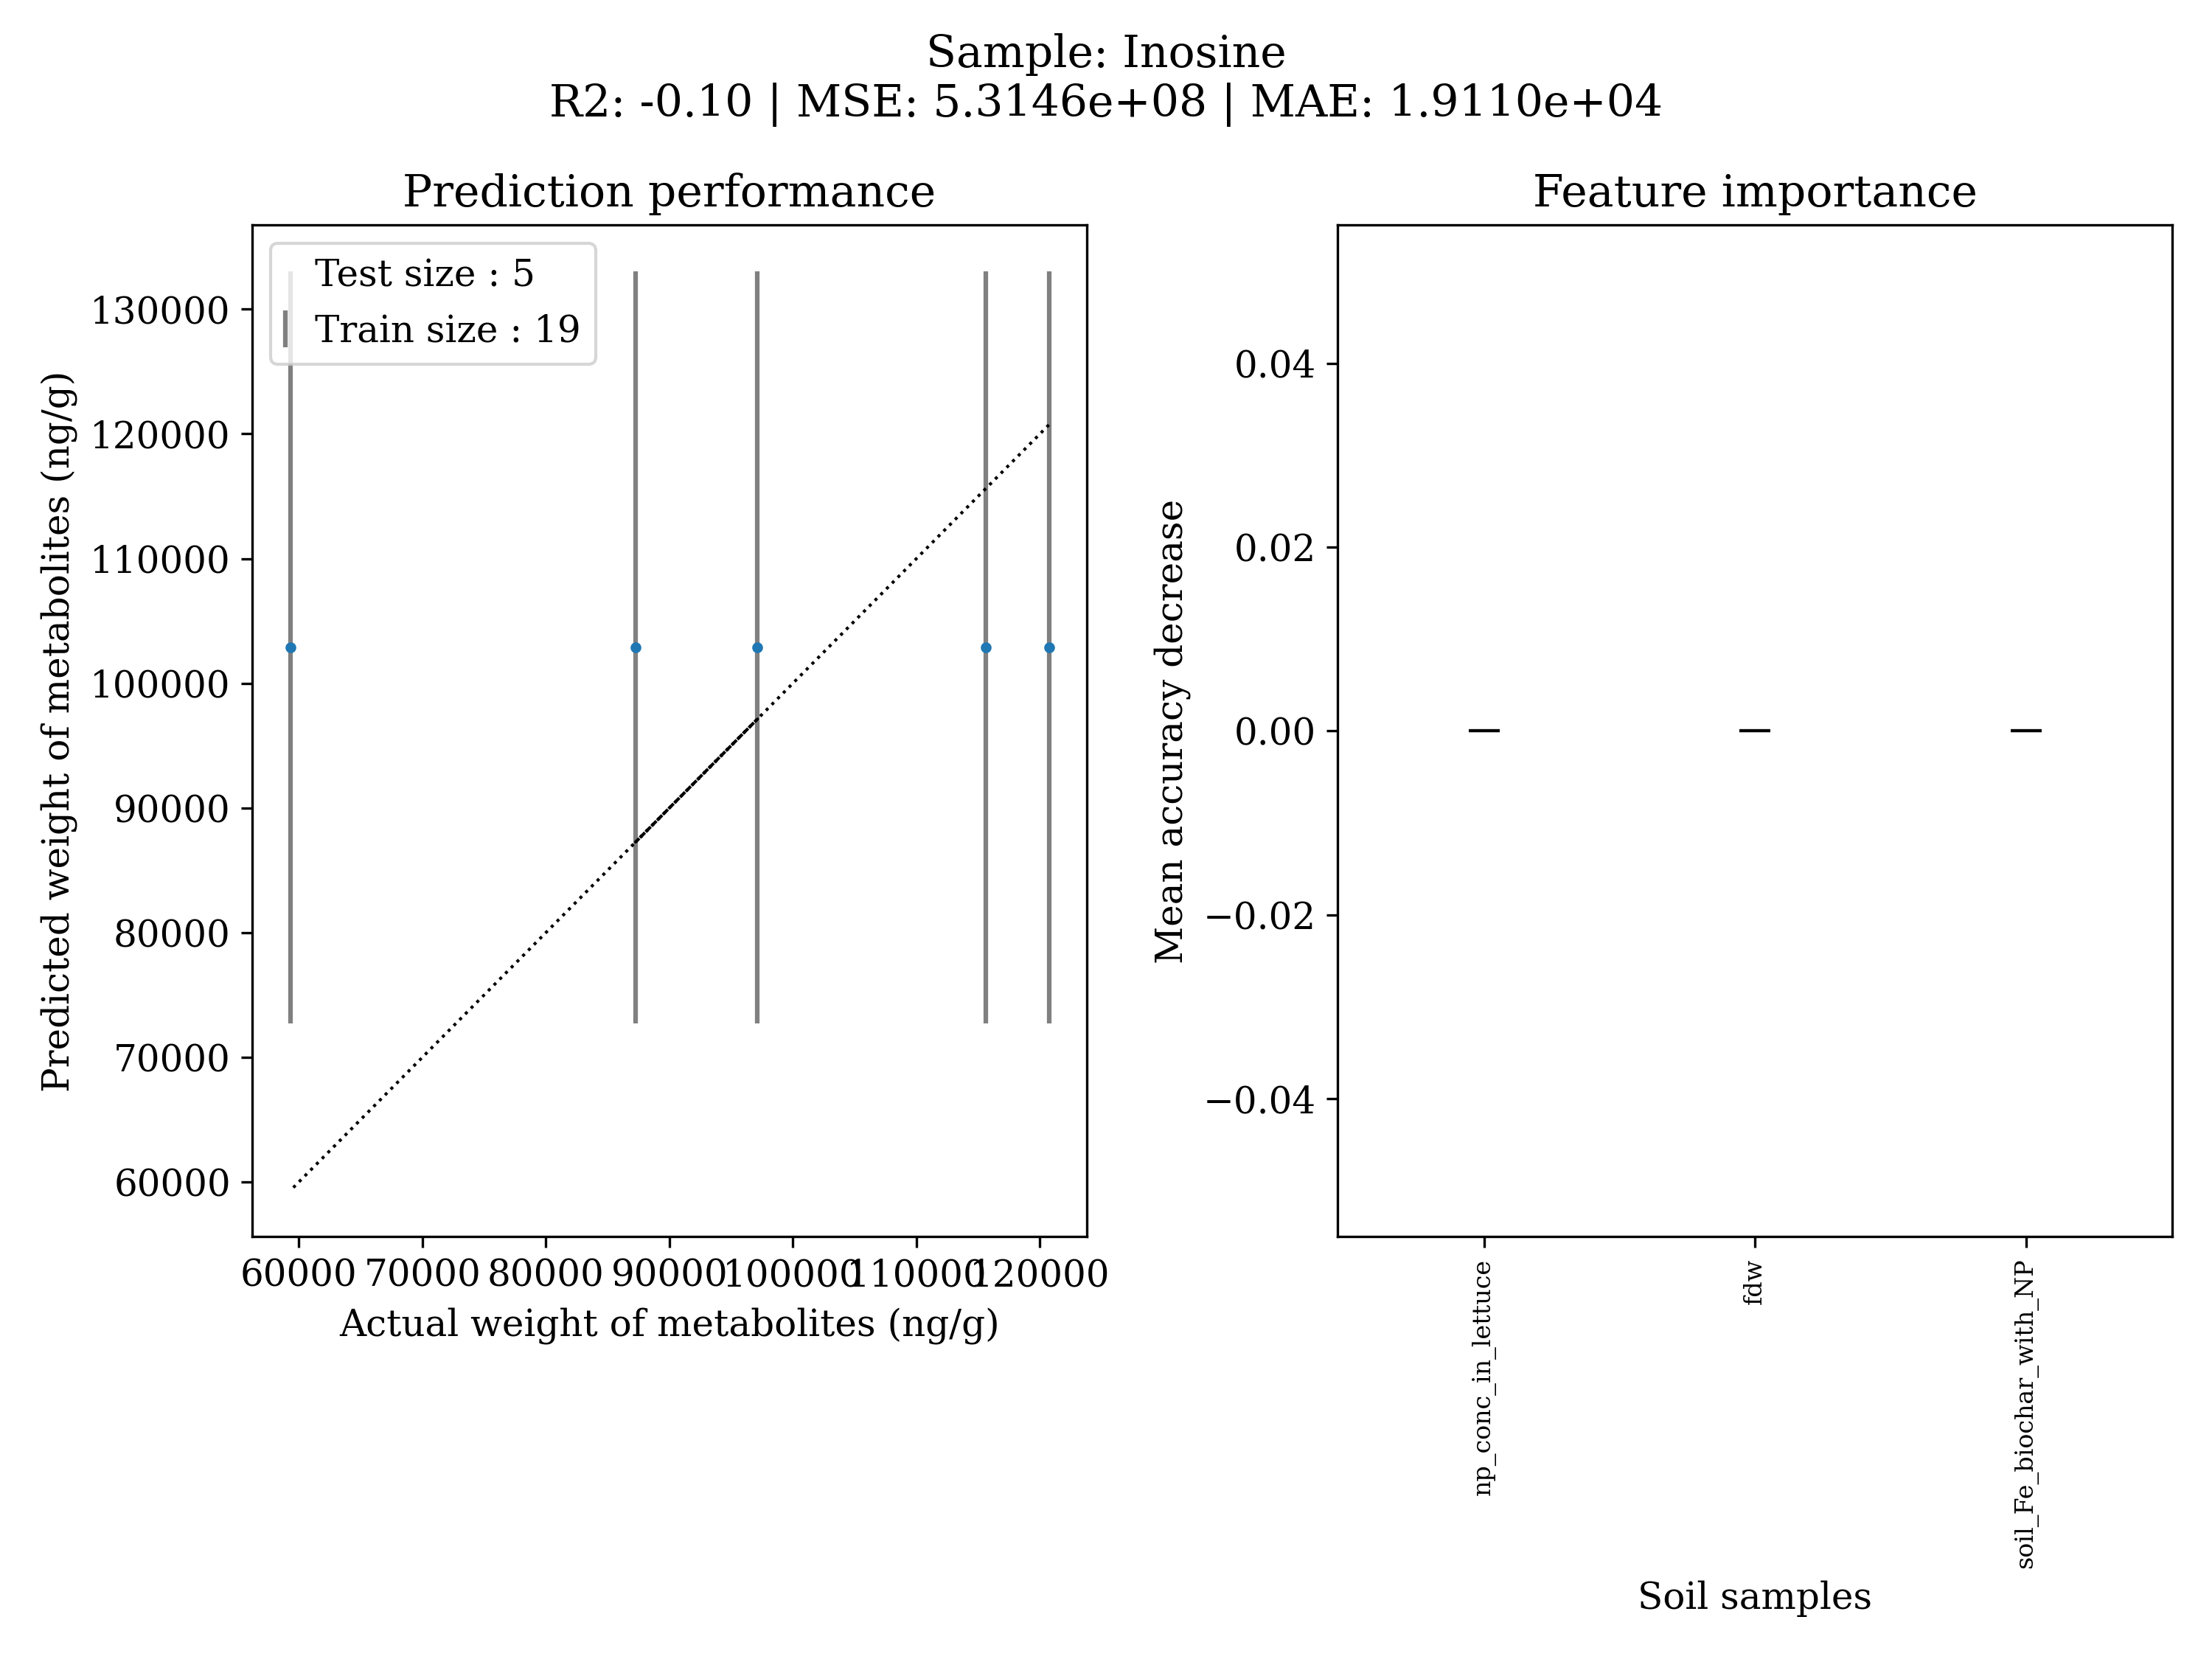 Sample: Inosine
R2: -0.10 | MSE: 5.3146e+08 | MAE: 1.9110e+04
Prediction performance
Test size : 5
Train size : 19
130000
120000
110000
100000
90000
80000
70000
60000
Predicted weight of metabolites (ng/g)
60000 70000 80000 90000 100000 110000 120000
Actual weight of metabolites (ng/g)
Feature importance
0.04
0.02
0.00
−0.02
−0.04
Mean accuracy decrease
np_conc_in_lettuce
fdw
soil_Fe_biochar_with_NP
Soil samples